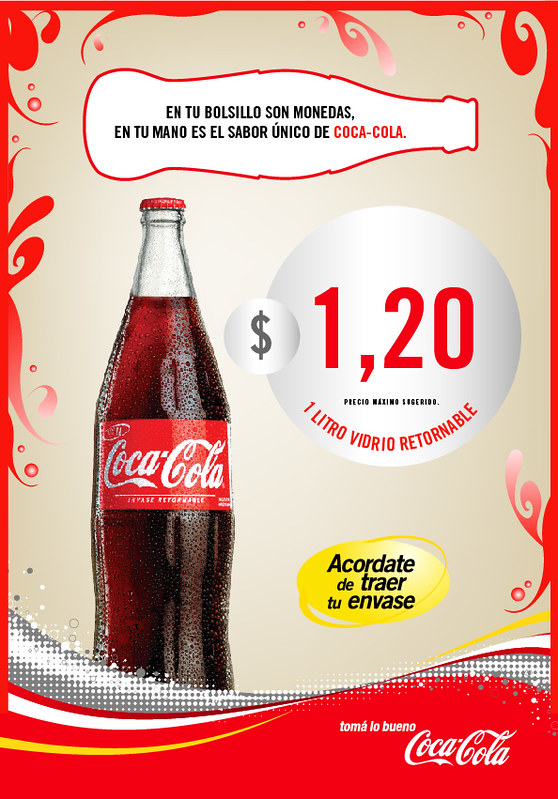 EN TU BOLSILLO SON MONEDAS,
EN TU MANO ES EL SABOR ÚNICO DE COCA-COLA.
$ 1,20
PRECIO MÁXIMO SUGERIDO.
1 LITRO VIDRIO RETORNABLE
Coca-Cola
ENVASE RETORNABLE
Acordate
de traer
tu envase
tomá lo bueno
Coca-Cola